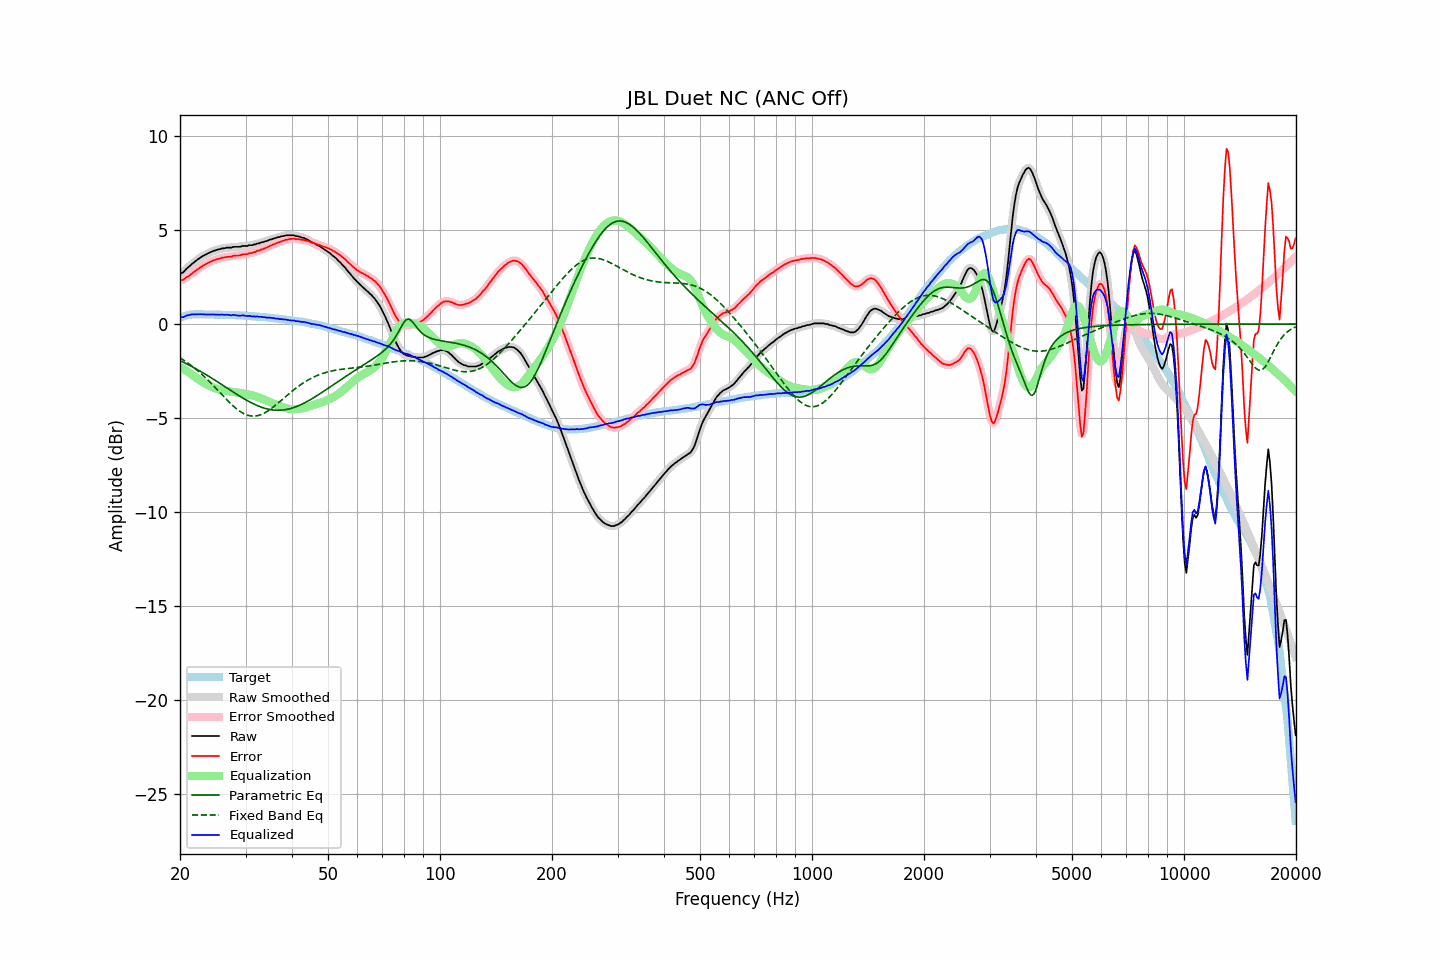 JBL Duet NC (ANC Off)
Amplitude (dBr)
10
5
0
−5
−10
−15
−20
−25
Target
Raw Smoothed
Error Smoothed
Raw
Error
Equalization
Parametric Eq
Fixed Band Eq
Equalized
20
50
100
200
500
1000
2000
5000
10000
20000
Frequency (Hz)